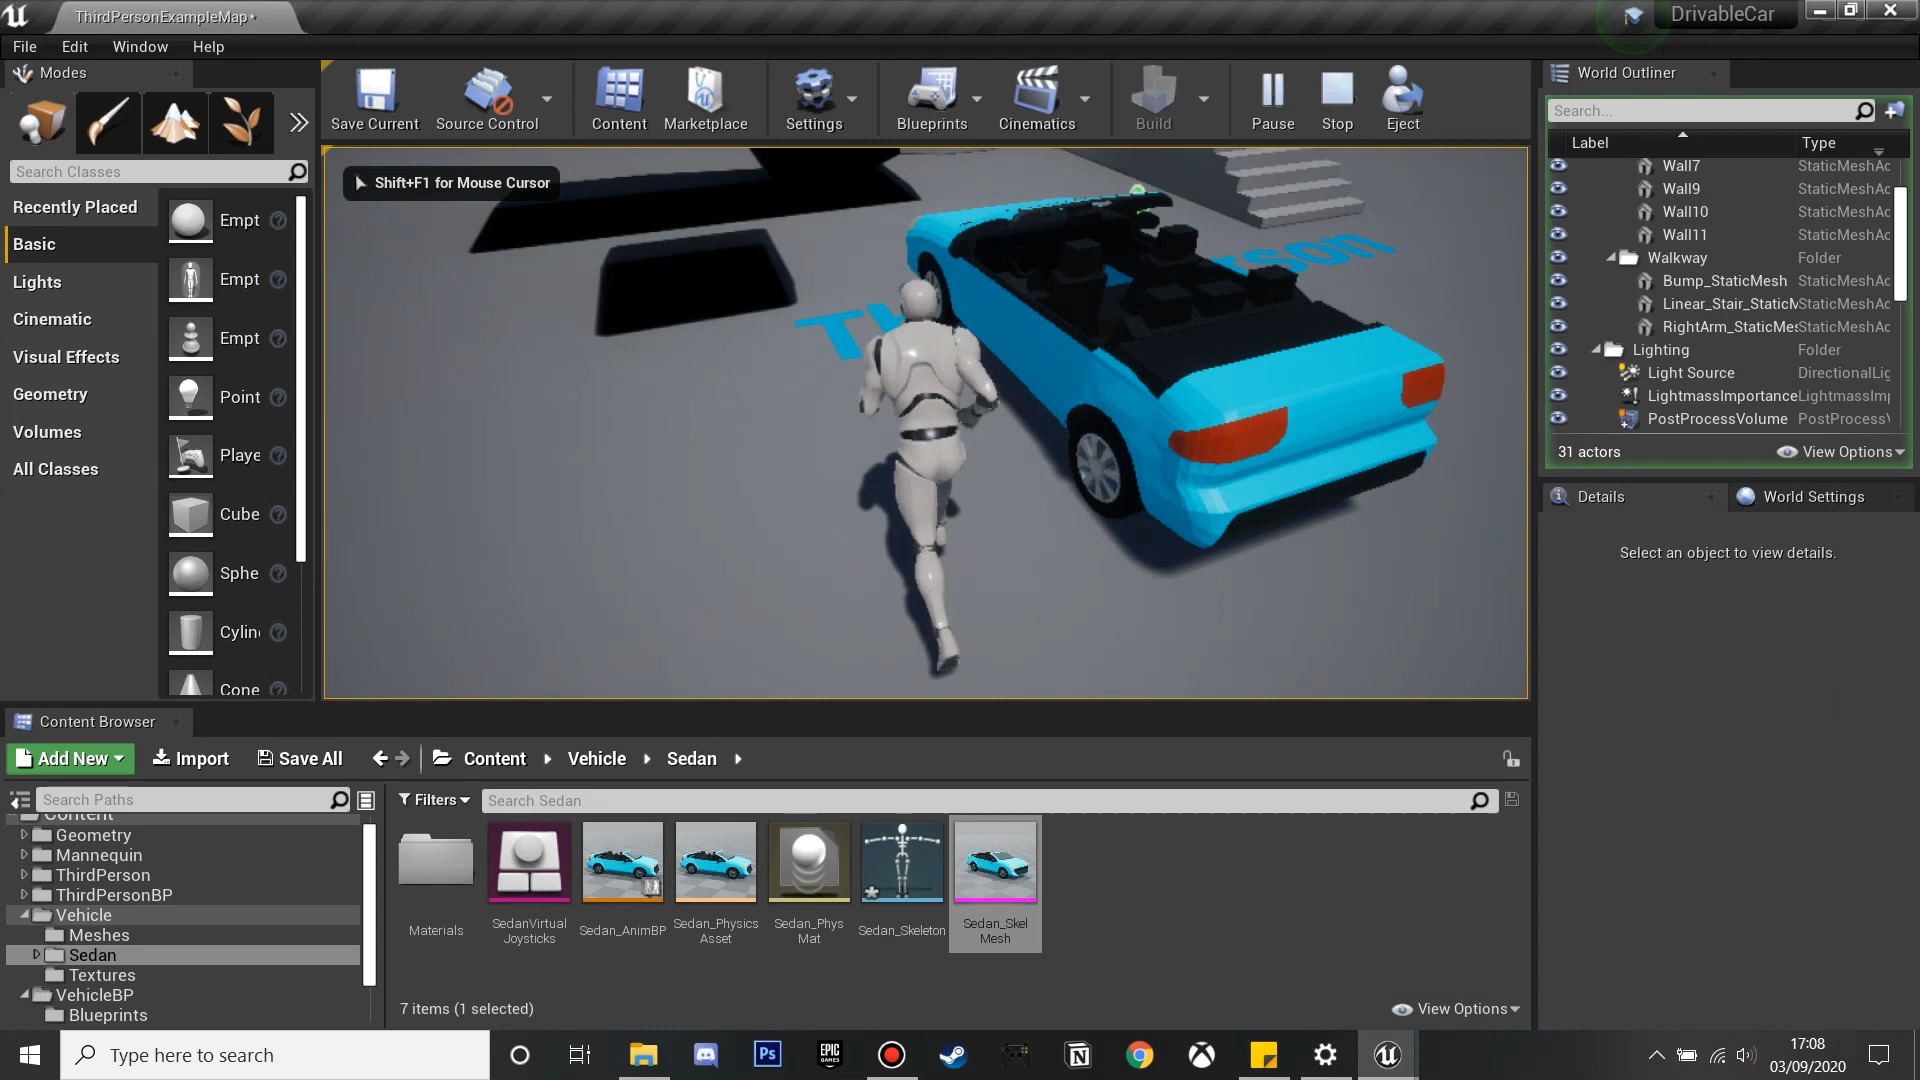 ThirdPersonExampleMap*
DrivableCar
File Edit Window Help
Modes
Search Classes
Recently Placed
Basic
Lights
Cinematic
Visual Effects
Geometry
Volumes
All Classes
Empt
Empt
Empt
Point
Playe
Cube
Sphe
Cylin
Cone
Save Current
Source Control
Content
Marketplace
Settings
Blueprints
Cinematics
Build
Pause
Stop
Eject
Shift+F1 for Mouse Cursor
World Outliner
Search...
Label Type
Wall7 StaticMeshAc
Wall9 StaticMeshAc
Wall10 StaticMeshAc
Wall11 StaticMeshAc
Walkway Folder
Bump_StaticMesh StaticMeshAc
Linear_Stair_StaticM StaticMeshAc
RightArm_StaticMes StaticMeshAc
Lighting Folder
Light Source DirectionalLig
LightmassImportance LightmassImp
PostProcessVolume PostProcessV
31 actors
View Options
Details
World Settings
Select an object to view details.
Content Browser
Add New
Import
Save All
Content
Vehicle
Sedan
Search Paths
Content
Geometry
Mannequin
ThirdPerson
ThirdPersonBP
Vehicle
Meshes
Sedan
Textures
VehicleBP
Blueprints
Filters
Search Sedan
Materials
SedanVirtual
Joysticks
Sedan_AnimBP
Sedan_Physics
Asset
Sedan_Phys
Mat
Sedan_Skeleton
Sedan_Skel
Mesh
7 items (1 selected)
View Options
Type here to search
Ps
EPIC
GAMES
17:08
03/09/2020